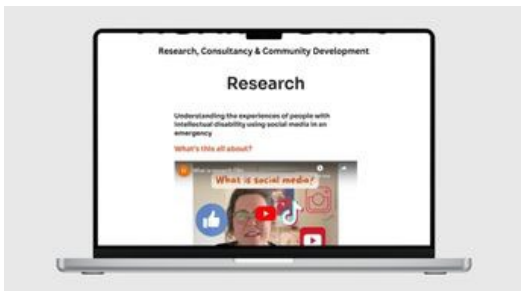 Research, Consultancy & Community Development
Research
Understanding the experiences of people with
intellectual disability using social media in an
emergency
What's this all about?
What is social media?